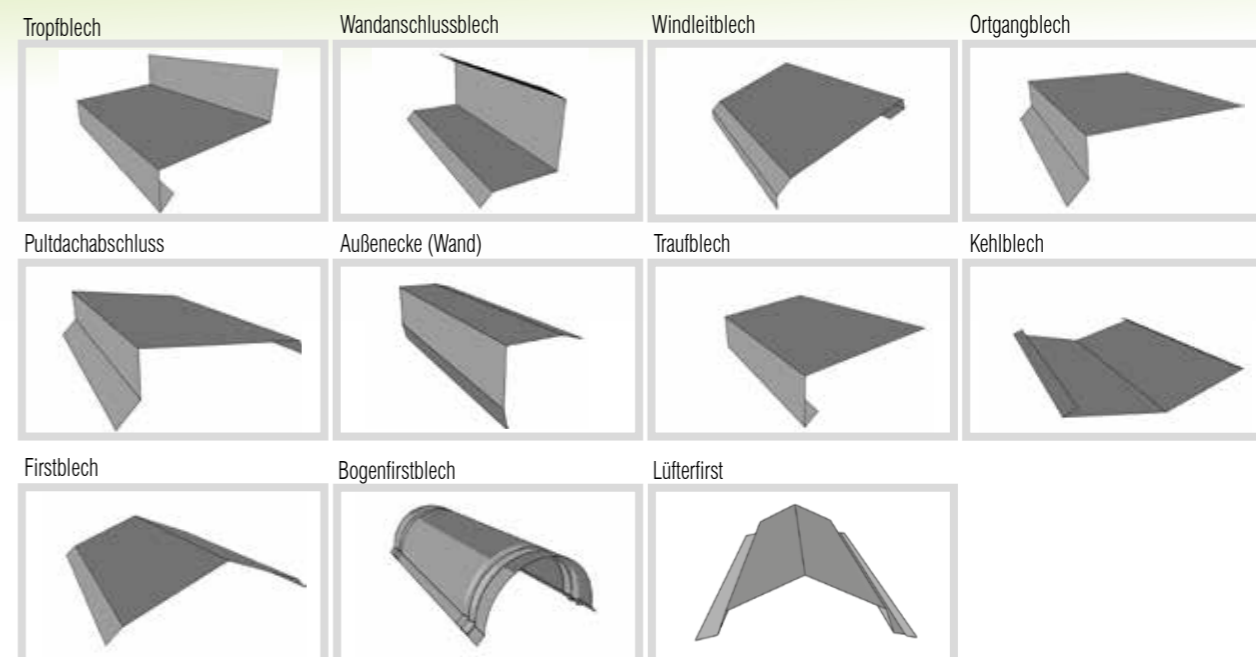 Tropfblech
Wandanschlussblech
Windleitblech
Ortgangblech
Pultdachabschluss
Außenecke (Wand)
Traufblech
Kehlblech
Firstblech
Bogenfirstblech
Lüfterfirst